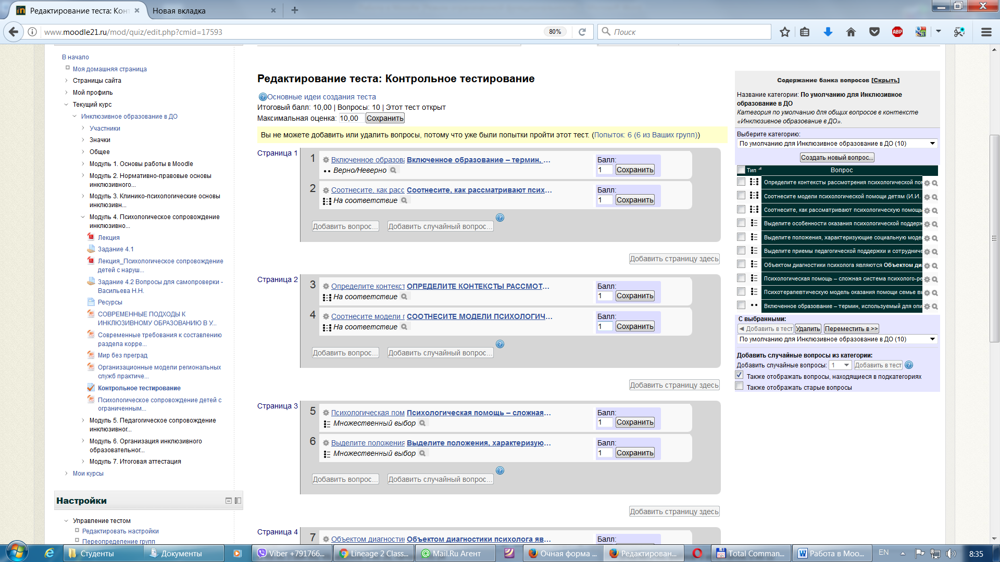 Редактирование теста: Кон
Новая вкладка
www.moodle21.ru/mod/quiz/edit.php?cmid=17593
80%
Поиск
ABP
S3
В начало
Моя домашняя страница
Страницы сайта
Мой профиль
Текущий курс
Инклюзивное образование в ДО
Участники
Значки
Общее
Модуль 1. Основы работы в Moodle
Модуль 2. Нормативно-правовые основы
инклюзивного...
Модуль 3. Клинико-психологические основы
инклюзивн...
Модуль 4. Психологическое сопровождение
инклюзивно...
Лекция
Задание 4.1
Лекция_Психологическое сопровождение
детей с наруш...
Задание 4.2 Вопросы для самопроверки -
Васильева Н.Н.
Ресурсы
СОВРЕМЕННЫЕ ПОДХОДЫ К
ИНКЛЮЗИВНОМУ ОБРАЗОВАНИЮ В У...
Современные требования к составлению
раздела корре...
Мир без преград
Организационные модели региональных
служб практиче...
Контрольное тестирование
Психологическое сопровождение детей с
ограниченным...
Модуль 5. Педагогическое сопровождение
инклюзивног...
Модуль 6. Организация инклюзивного
образовательног...
Модуль 7. Итоговая аттестация
Мои курсы
Настройки
Управление тестом
Редактировать настройки
Переопределение групп
Редактирование теста: Контрольное тестирование
Основные идеи создания теста
Итоговый балл: 10,00 | Вопросы: 10 | Этот тест открыт
Максимальная оценка: 10,00 Сохранить
Вы не можете добавить или удалить вопросы, потому что уже были попытки пройти этот тест. (Попыток: 6 (6 из Ваших групп))
Страница 1
1 Включенное образова Включенное образование – термин, ... Балл:
Верно/Неверно 1 Сохранить
2 Соотнесите, как расс Соотнесите, как рассматривают псих... Балл:
На соответствие 1 Сохранить
Добавить вопрос... Добавить случайный вопрос...
Добавить страницу здесь
Страница 2
3 Определите контекст ОПРЕДЕЛИТЕ КОНТЕКСТЫ РАССМОТ... Балл:
На соответствие 1 Сохранить
4 Соотнесите модели г СООТНЕСИТЕ МОДЕЛИ ПСИХОЛОГИЧ... Балл:
На соответствие 1 Сохранить
Добавить вопрос... Добавить случайный вопрос...
Добавить страницу здесь
Страница 3
5 Психологическая пом Психологическая помощь – сложная... Балл:
Множественный выбор 1 Сохранить
6 Выделите положения Выделите положения, характеризую... Балл:
Множественный выбор 1 Сохранить
Добавить вопрос... Добавить случайный вопрос...
Добавить страницу здесь
Страница 4
7 Объектом диагности Объектом диагностики психолога яв... Балл:
Содержание банка вопросов [Скрыть]
Название категории: По умолчанию для Инклюзивное
образование в ДО
Категория по умолчанию для общих вопросов в контексте
«Инклюзивное образование в ДО».
Выберите категорию:
По умолчанию для Инклюзивное образование в ДО (10)
Создать новый вопрос...
Тип Вопрос
Определите контексты рассмотрения психологической пом
Соотнесите модели психологической помощи детям (И.И.
Соотнесите, как рассматривают психологическую помощь
Выделите особенности оказания психологической поддерж
Выделите положения, характеризующие социальную моде
Выделите приемы педагогической поддержки и сотрудниче
Объектом диагностики психолога являются Объектом ди
Психологическая помощь – сложная система психолого-ре
Психотерапевтическую модель оказания помощи семье вы
Включенное образование – термин, используемый для опи
С выбранными:
Добавить в тест Удалить Переместить в >>
По умолчанию для Инклюзивное образование в ДО (10)
Добавить случайные вопросы из категории:
Добавить случайные вопросы: 1 Добавить в тест
Также отображать вопросы, находящиеся в подкатегориях
Также отображать старые вопросы
Студенты
Документы
Viber +791766...
Lineage 2 Class...
Mail.Ru Агент
Очная форма ...
Редактирован...
Total Comman...
Работа в Moo...
EN
8:35